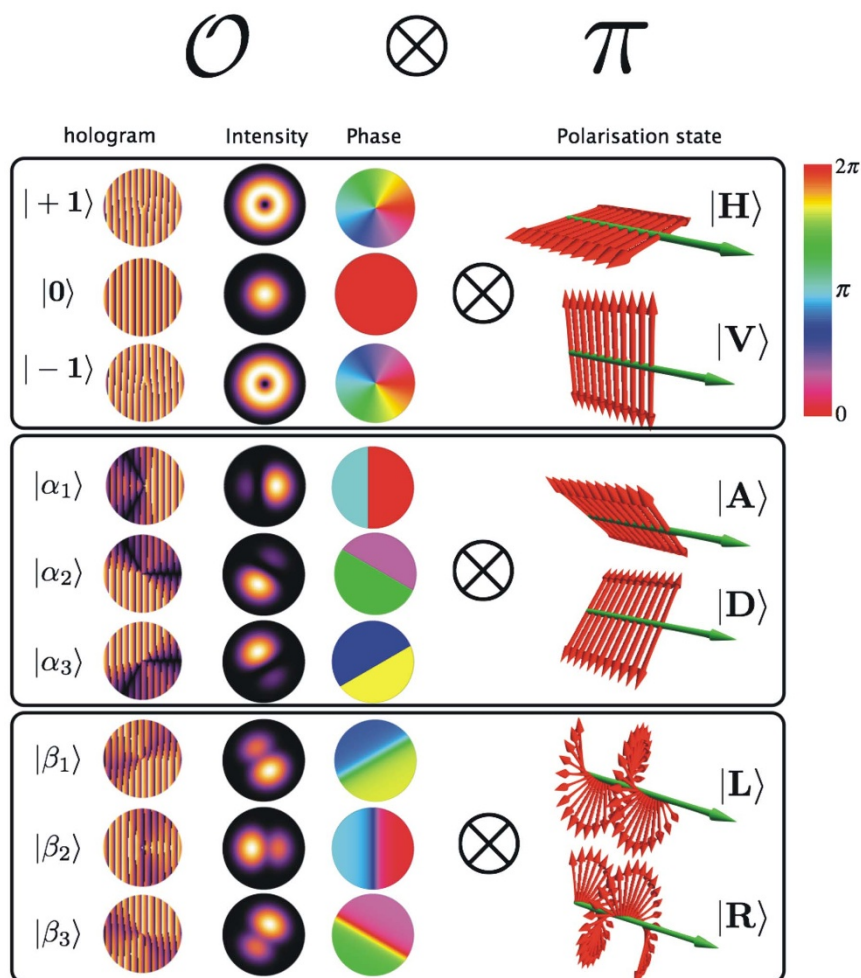 𝒪 ⊗ π
hologram Intensity Phase Polarisation state
|+1⟩ |H⟩ 2π
|0⟩ ⊗ π
|V⟩
|−1⟩ 0
|α₁⟩ |A⟩
|α₂⟩ ⊗
|D⟩
|α₃⟩
|β₁⟩ |L⟩
|β₂⟩ ⊗
|R⟩
|β₃⟩